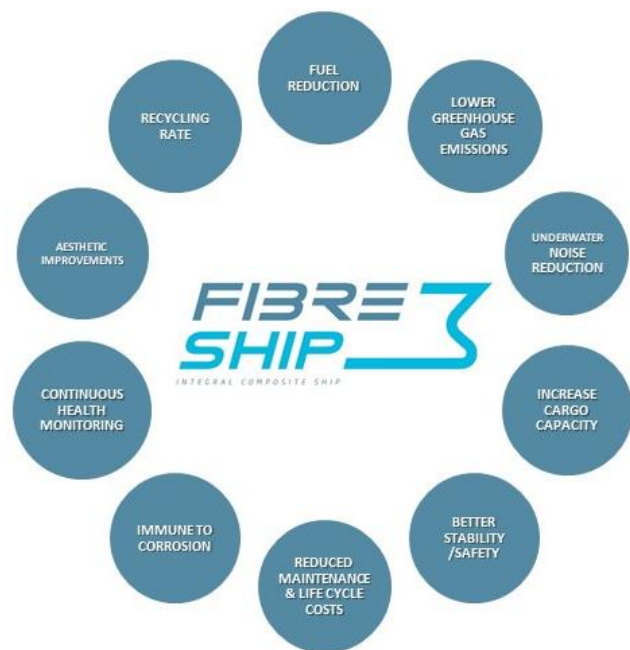 FUEL
REDUCTION
LOWER
GREENHOUSE
GAS
EMISSIONS
UNDERWATER
NOISE
REDUCTION
INCREASE
CARGO
CAPACITY
BETTER
STABILITY
/SAFETY
REDUCED
MAINTENANCE
& LIFE CYCLE
COSTS
IMMUNE TO
CORROSION
CONTINUOUS
HEALTH
MONITORING
AESTHETIC
IMPROVEMENTS
RECYCLING
RATE
FIBRE
SHIP
INTEGRAL COMPOSITE SHIP